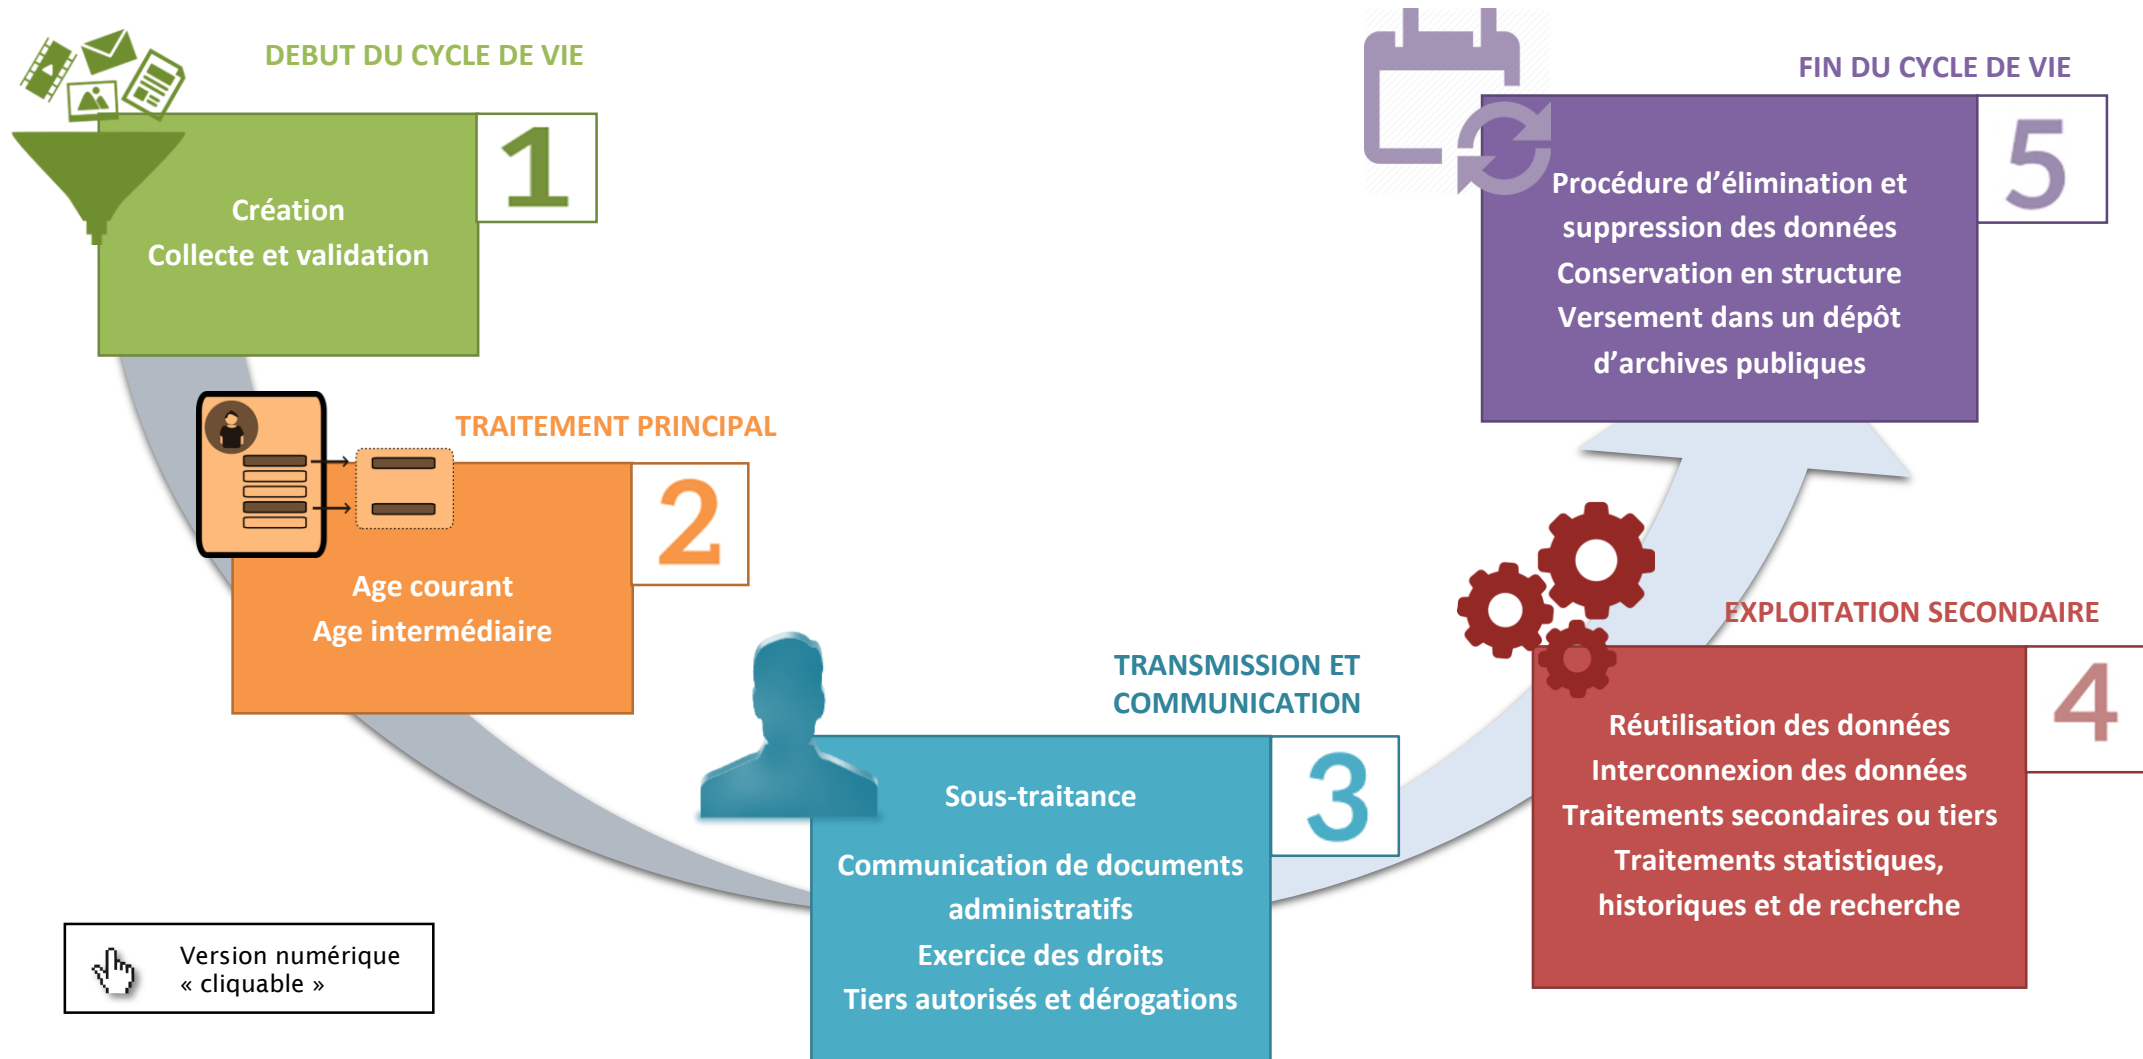 DEBUT DU CYCLE DE VIE
1
Création
Collecte et validation
TRAITEMENT PRINCIPAL
2
Age courant
Age intermédiaire
TRANSMISSION ET
COMMUNICATION
3
Sous-traitance
Communication de documents
administratifs
Exercice des droits
Tiers autorisés et dérogations
EXPLOITATION SECONDAIRE
4
Réutilisation des données
Interconnexion des données
Traitements secondaires ou tiers
Traitements statistiques,
historiques et de recherche
FIN DU CYCLE DE VIE
5
Procédure d’élimination et
suppression des données
Conservation en structure
Versement dans un dépôt
d’archives publiques
Version numérique
« cliquable »